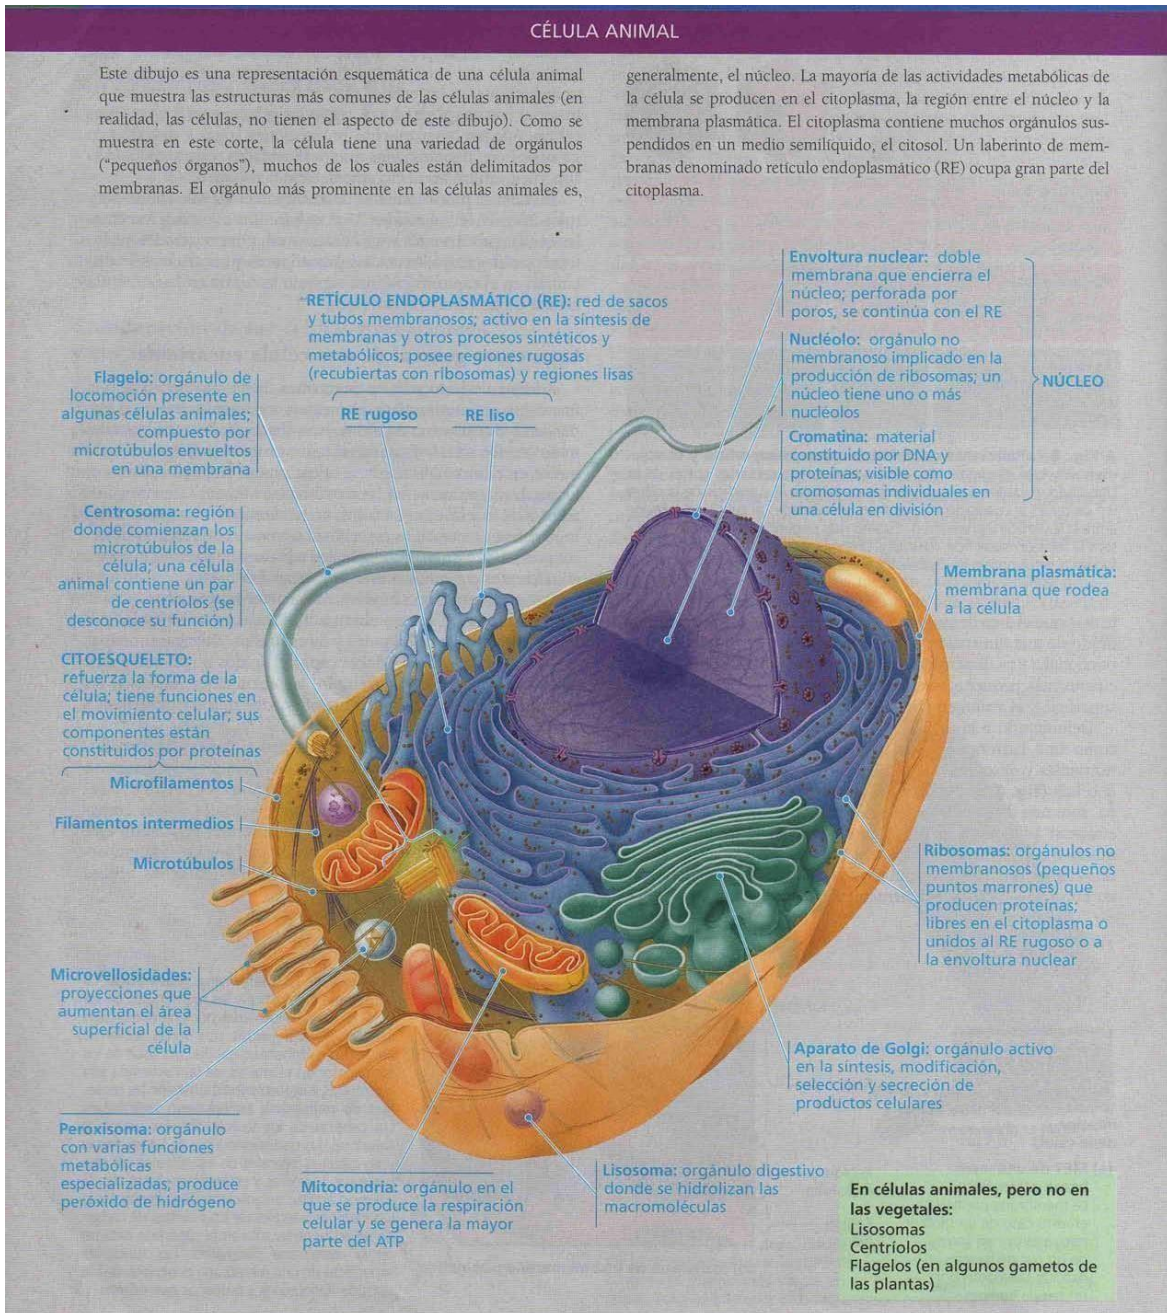 CÉLULA ANIMAL
Este dibujo es una representación esquemática de una célula animal
que muestra las estructuras más comunes de las células animales (en
realidad, las células, no tienen el aspecto de este dibujo). Como se
muestra en este corte, la célula tiene una variedad de orgánulos
(“pequeños órganos”), muchos de los cuales están delimitados por
membranas. El orgánulo más prominente en las células animales es,
generalmente, el núcleo. La mayoría de las actividades metabólicas de
la célula se producen en el citoplasma, la región entre el núcleo y la
membrana plasmática. El citoplasma contiene muchos orgánulos sus-
pendidos en un medio semilíquido, el citosol. Un laberinto de mem-
branas denominado retículo endoplasmático (RE) ocupa gran parte del
citoplasma.
RETÍCULO ENDOPLASMÁTICO (RE): red de sacos
y tubos membranosos; activo en la síntesis de
membranas y otros procesos sintéticos y
metabólicos; posee regiones rugosas
(recubiertas con ribosomas) y regiones lisas
RE rugoso
RE liso
Envoltura nuclear: doble
membrana que encierra el
núcleo; perforada por
poros, se continúa con el RE
Nucléolo: orgánulo no
membranoso implicado en la
producción de ribosomas; un
núcleo tiene uno o más
nucléolos
Cromatina: material
constituido por DNA y
proteínas; visible como
cromosomas individuales en
una célula en división
NÚCLEO
Flagelo: orgánulo de
locomoción presente en
algunas células animales;
compuesto por
microtúbulos envueltos
en una membrana
Centrosoma: región
donde comienzan los
microtúbulos de la
célula; una célula
animal contiene un par
de centríolos (se
desconoce su función)
CITOESQUELETO:
refuerza la forma de la
célula; tiene funciones en
el movimiento celular; sus
componentes están
constituidos por proteínas
Microfilamentos
Filamentos intermedios
Microtúbulos
Microvellosidades:
proyecciones que
aumentan el área
superficial de la
célula
Peroxisoma: orgánulo
con varias funciones
metabólicas
especializadas; produce
peróxido de hidrógeno
Mitocondria: orgánulo en el
que se produce la respiración
celular y se genera la mayor
parte del ATP
Lisosoma: orgánulo digestivo
donde se hidrolizan las
macromoléculas
Membrana plasmática:
membrana que rodea
a la célula
Ribosomas: orgánulos no
membranosos (pequeños
puntos marrones) que
producen proteínas;
libres en el citoplasma o
unidos al RE rugoso o a
la envoltura nuclear
Aparato de Golgi: orgánulo activo
en la síntesis, modificación,
selección y secreción de
productos celulares
En células animales, pero no en
las vegetales:
Lisosomas
Centríolos
Flagelos (en algunos gametos de
las plantas)